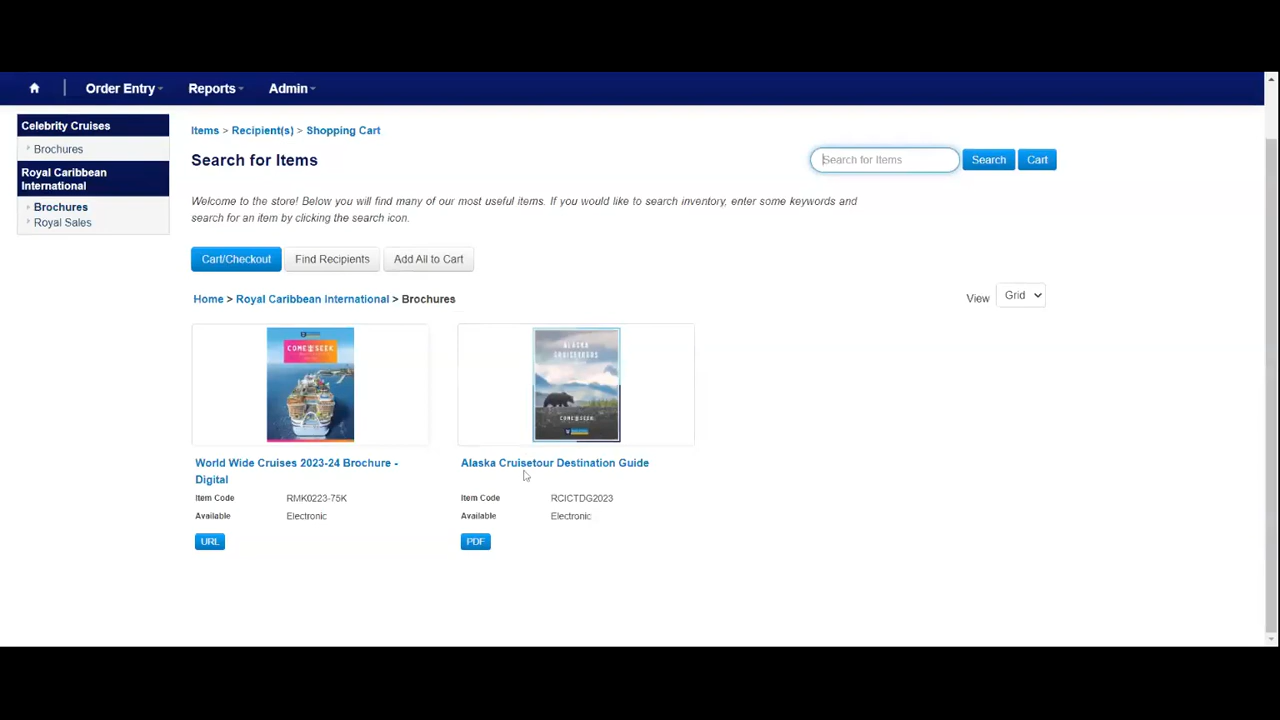 Order Entry Reports Admin
Celebrity Cruises
Brochures
Royal Caribbean
International
Brochures
Royal Sales
Items > Recipient(s) > Shopping Cart
Search for Items
Search for Items Search Cart
Welcome to the store! Below you will find many of our most useful items. If you would like to search inventory, enter some keywords and
search for an item by clicking the search icon.
Cart/Checkout Find Recipients Add All to Cart
Home > Royal Caribbean International > Brochures
View Grid
COME SEEK
ALASKA
CRUISETOURS
COME SEEK
World Wide Cruises 2023-24 Brochure -
Digital
Item Code RMK0223-75K
Available Electronic
URL
Alaska Cruisetour Destination Guide
Item Code RCICTDG2023
Available Electronic
PDF